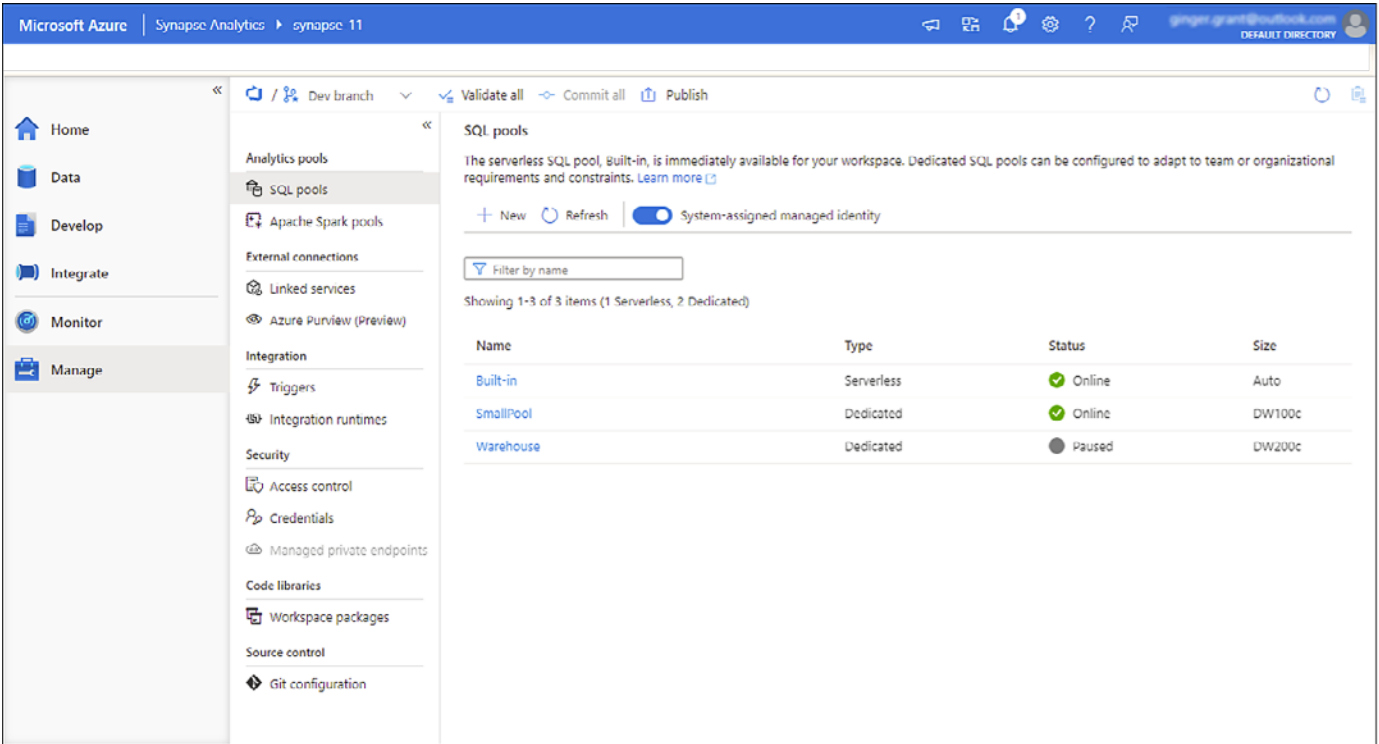 Microsoft Azure | Synapse Analytics ▸ synapse 11
1
ginger.grant@outlook.com
DEFAULT DIRECTORY
«
/ Dev branch
Validate all
Commit all
Publish
Home
Data
Develop
Integrate
Monitor
Manage
«
Analytics pools
SQL pools
Apache Spark pools
External connections
Linked services
Azure Purview (Preview)
Integration
Triggers
Integration runtimes
Security
Access control
Credentials
Managed private endpoints
Code libraries
Workspace packages
Source control
Git configuration
SQL pools
The serverless SQL pool, Built-in, is immediately available for your workspace. Dedicated SQL pools can be configured to adapt to team or organizational
requirements and constraints. Learn more
+ New Refresh | System-assigned managed identity
Filter by name
Showing 1-3 of 3 items (1 Serverless, 2 Dedicated)
Name Type Status Size
Built-in Serverless Online Auto
SmallPool Dedicated Online DW100c
Warehouse Dedicated Paused DW200c